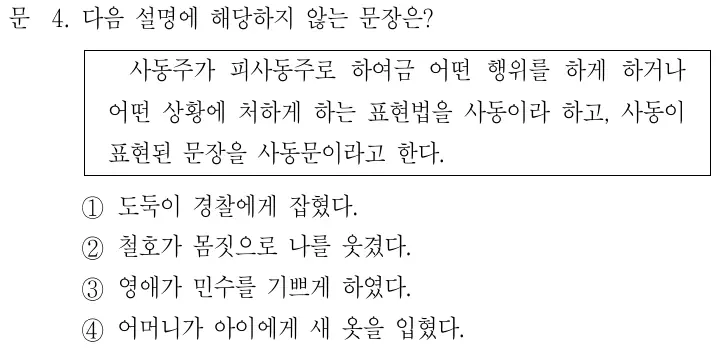 문 4. 다음 설명에 해당하지 않는 문장은?
사동주가 피사동주로 하여금 어떤 행위를 하게 하거나
어떤 상황에 처하게 하는 표현법을 사동이라 하고, 사동이
표현된 문장을 사동문이라고 한다.
① 도둑이 경찰에게 잡혔다.
② 철호가 몸짓으로 나를 웃겼다.
③ 영애가 민수를 기쁘게 하였다.
④ 어머니가 아이에게 새 옷을 입혔다.